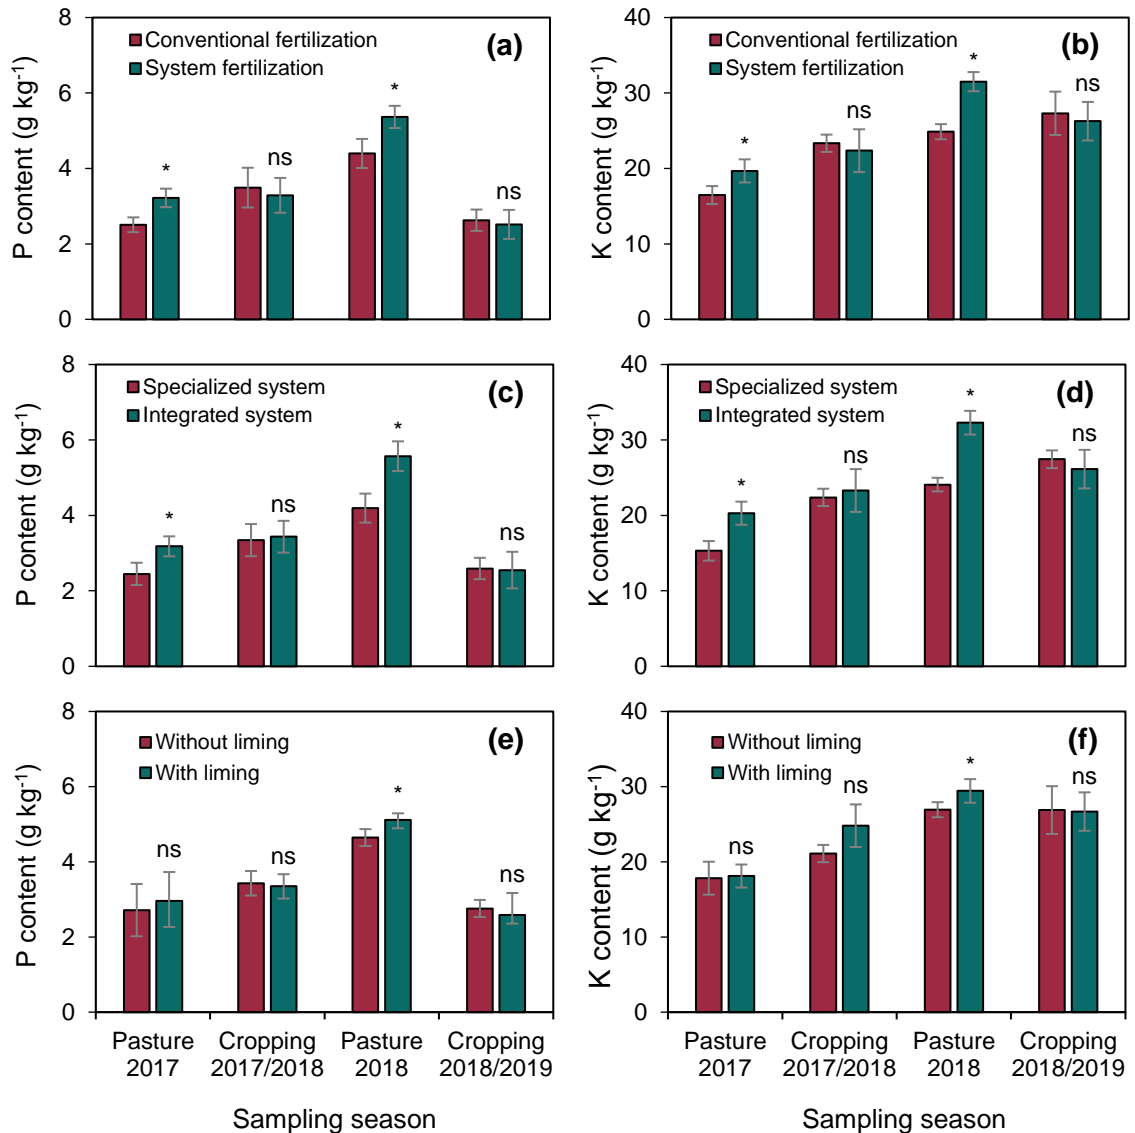 (a)
Conventional fertilization
System fertilization
P content (g kg⁻¹)
8
6
4
2
0
*
ns
*
ns
(b)
Conventional fertilization
System fertilization
K content (g kg⁻¹)
40
30
20
10
0
*
ns
*
ns
(c)
Specialized system
Integrated system
P content (g kg⁻¹)
8
6
4
2
0
*
ns
*
ns
(d)
Specialized system
Integrated system
K content (g kg⁻¹)
40
30
20
10
0
*
ns
*
ns
(e)
Without liming
With liming
P content (g kg⁻¹)
8
6
4
2
0
ns
ns
*
ns
Pasture
2017
Cropping
2017/2018
Pasture
2018
Cropping
2018/2019
Sampling season
(f)
Without liming
With liming
K content (g kg⁻¹)
40
30
20
10
0
ns
ns
*
ns
Pasture
2017
Cropping
2017/2018
Pasture
2018
Cropping
2018/2019
Sampling season